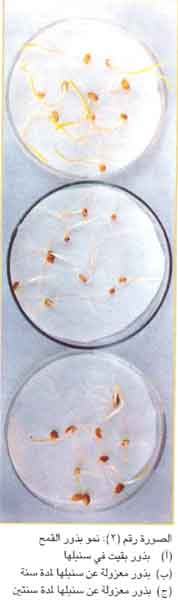 الصورة رقم (٢): نمو بذور القمح
(أ) بذور بقيت في سنبلها
(ب) بذور معزولة عن سنبلها لمدة سنة
(ج) بذور معزولة عن سنبلها لمدة سنتين